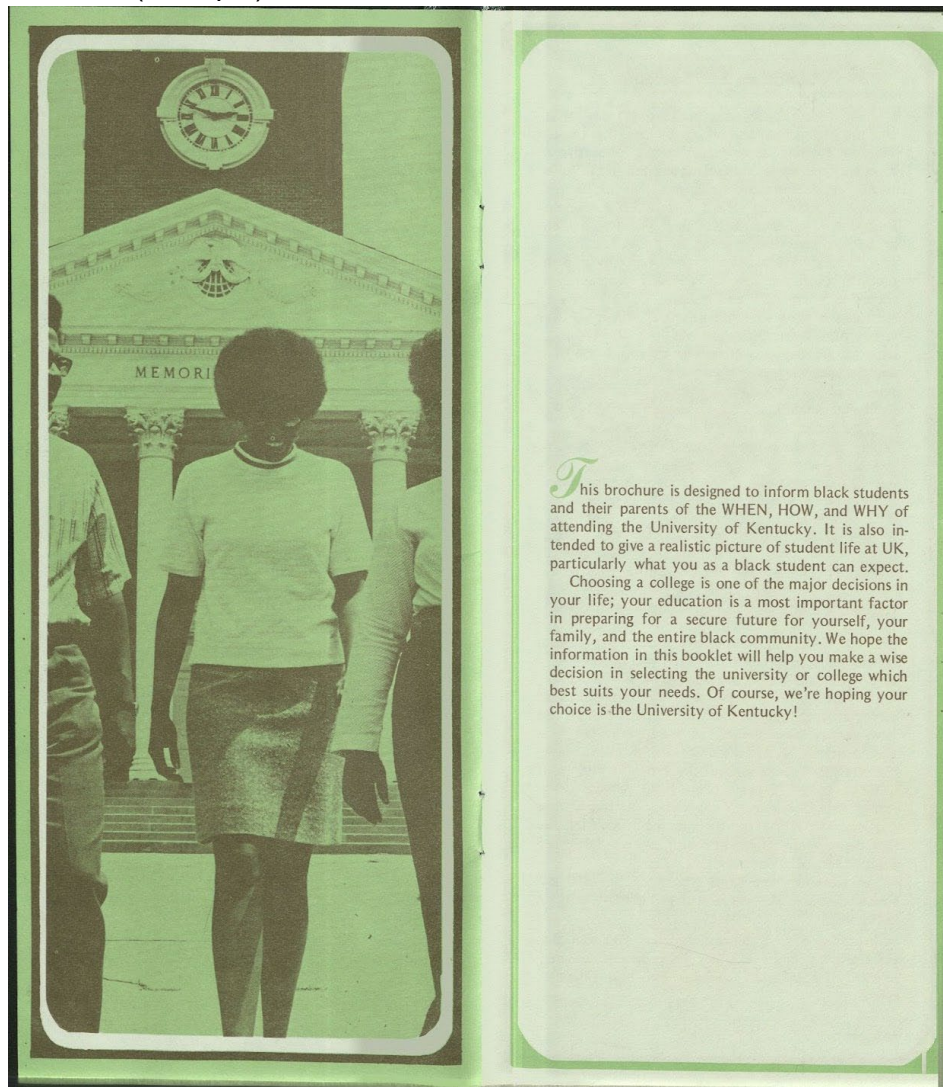 MEMORI
This brochure is designed to inform black students
and their parents of the WHEN, HOW, and WHY of
attending the University of Kentucky. It is also in-
tended to give a realistic picture of student life at UK,
particularly what you as a black student can expect.
Choosing a college is one of the major decisions in
your life; your education is a most important factor
in preparing for a secure future for yourself, your
family, and the entire black community. We hope the
information in this booklet will help you make a wise
decision in selecting the university or college which
best suits your needs. Of course, we're hoping your
choice is the University of Kentucky!